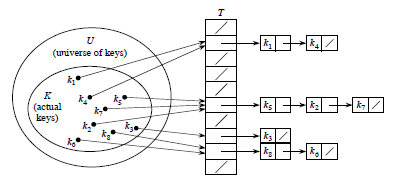 T
U
(universe of keys)
k1 k4
k1
K
(actual
keys)
k4 k5
k7
k5 k2 k7
k2 k3
k8
k6
k3
k8 k6